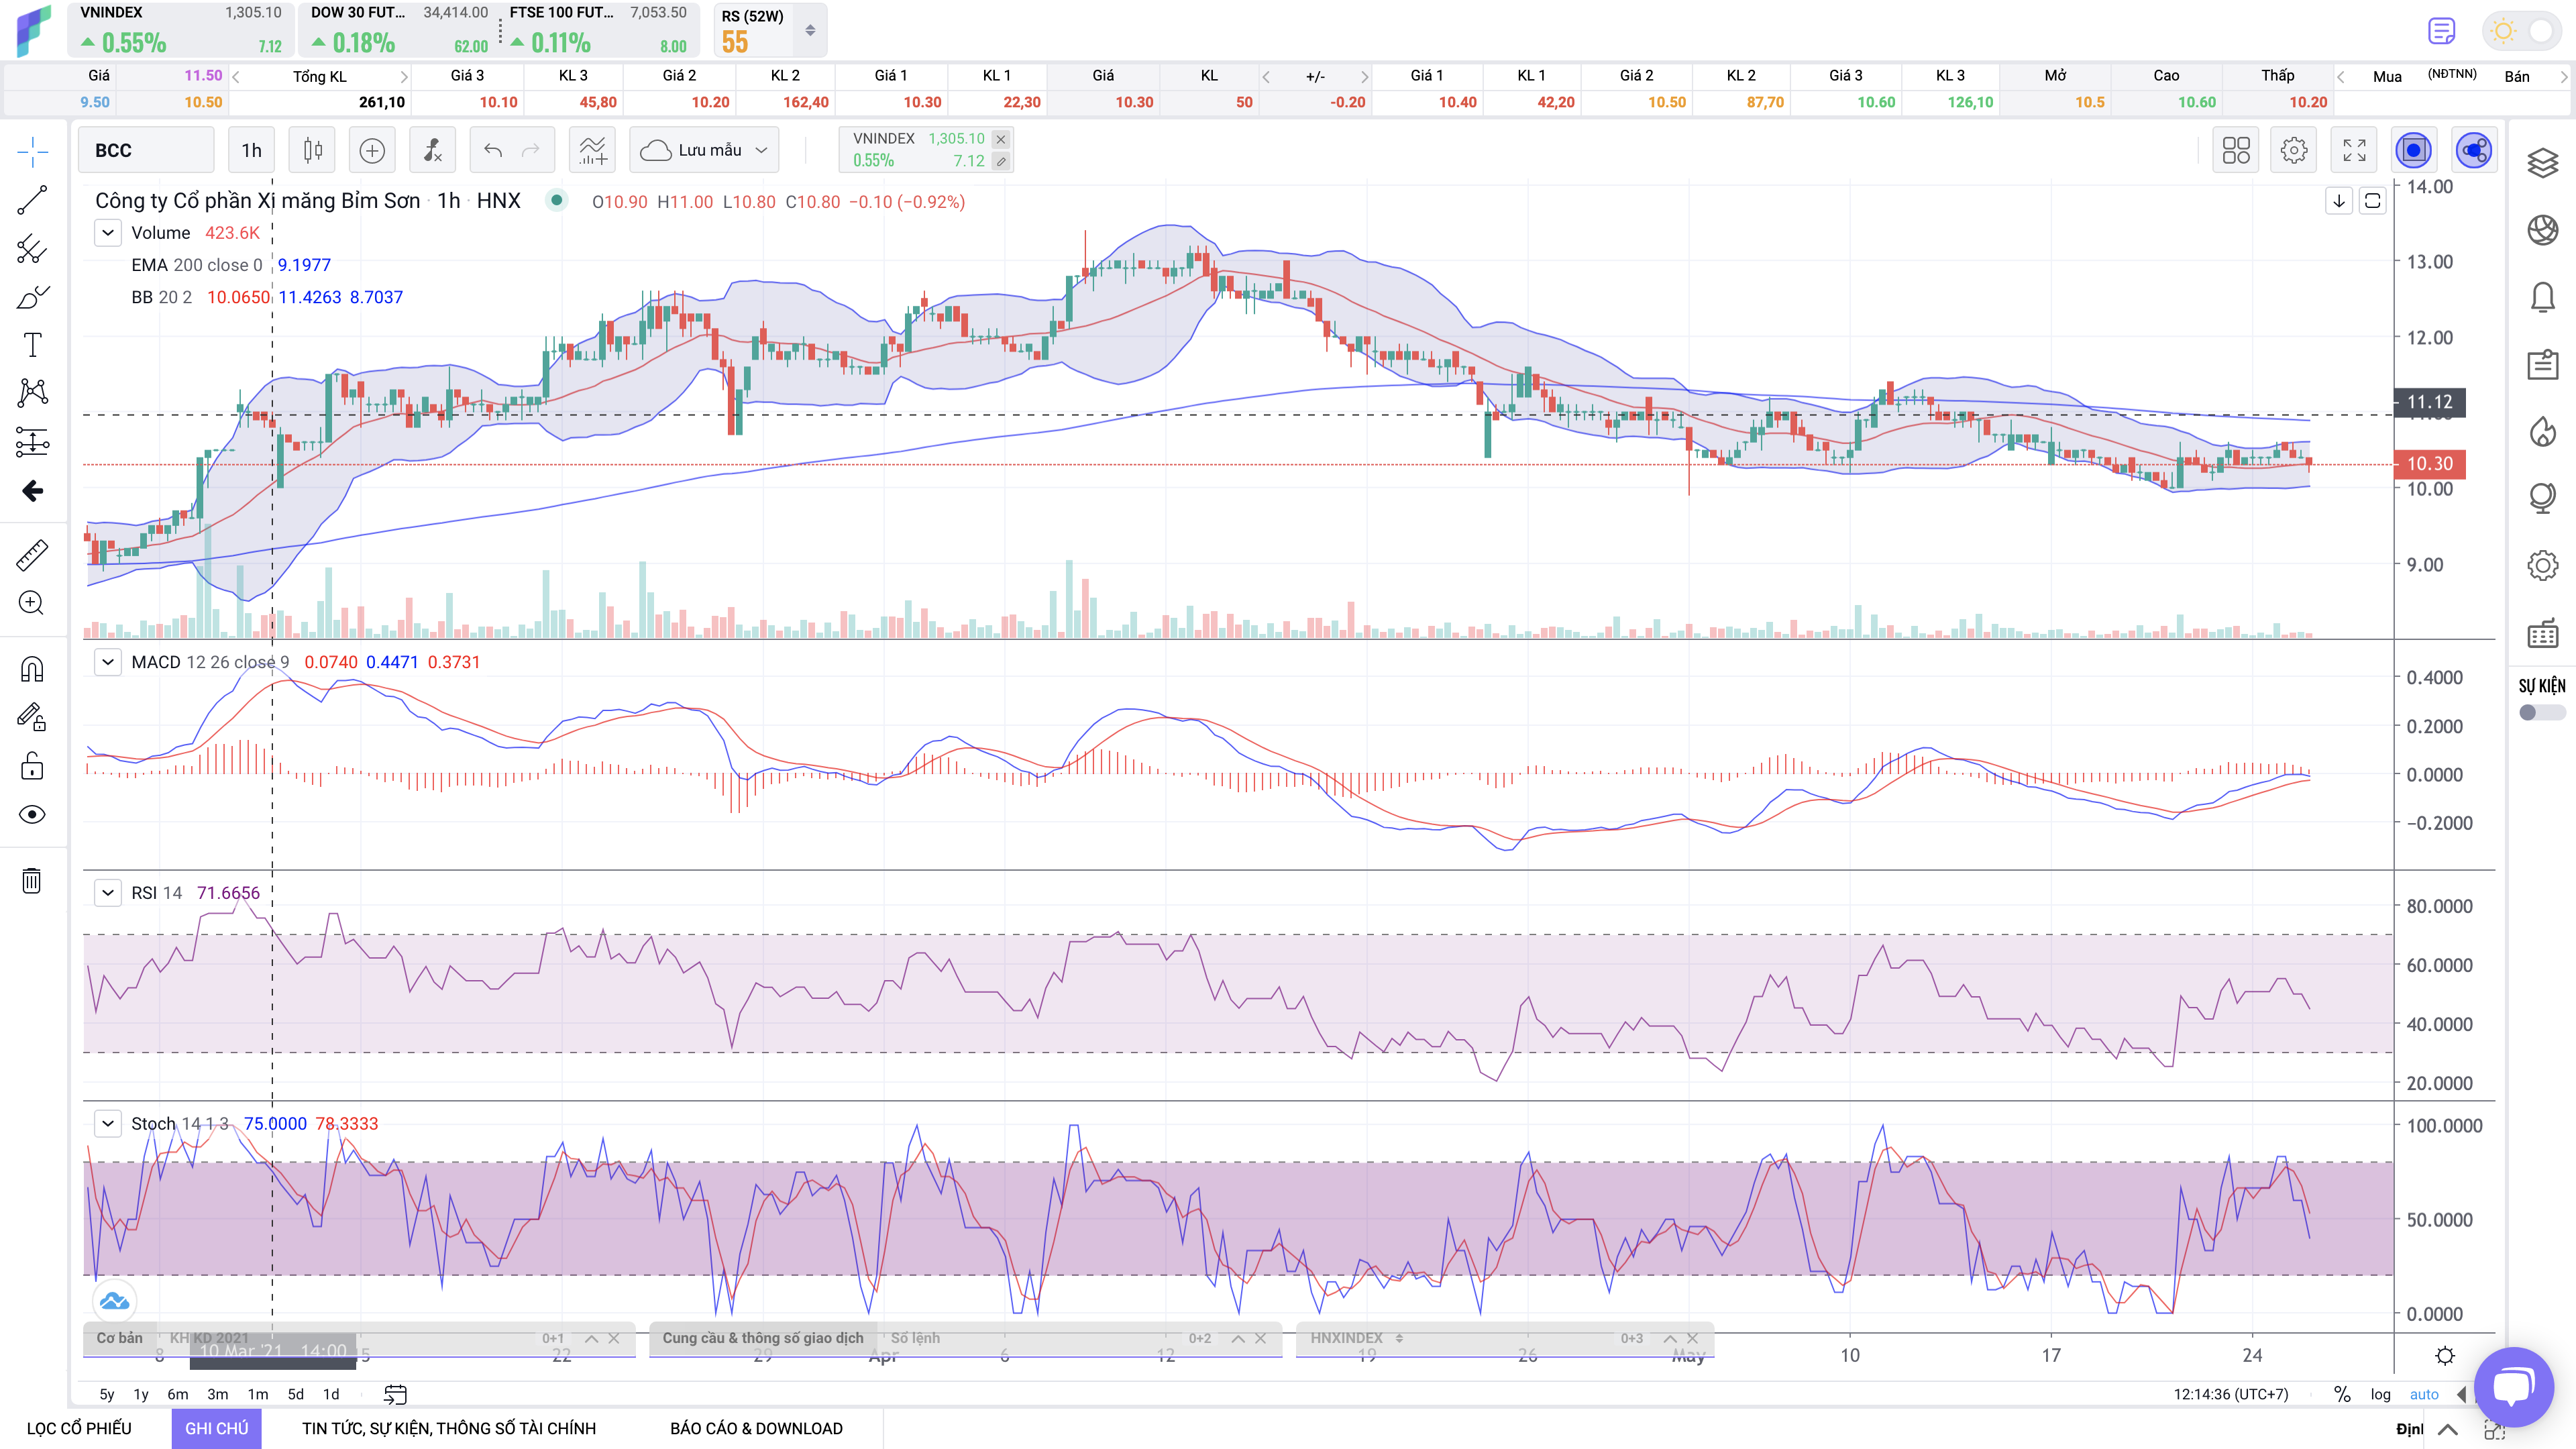 VNINDEX 1,305.10 DOW 30 FUT... 34,414.00 FTSE 100 FUT... 7,053.50 RS (52W)
0.55% 7.12 0.18% 62.00 0.11% 8.00 55
Giá 11.50 Tổng KL Giá 3 KL 3 Giá 2 KL 2 Giá 1 KL 1 Giá KL +/- Giá 1 KL 1 Giá 2 KL 2 Giá 3 KL 3 Mở Cao Thấp Mua (NĐTNN) Bán
9.50 10.50 261,10 10.10 45,80 10.20 162,40 10.30 22,30 10.30 50 -0.20 10.40 42,20 10.50 87,70 10.60 126,10 10.5 10.60 10.20
BCC 1h Lưu mẫu VNINDEX 1,305.10
0.55% 7.12
Công ty Cổ phần Xi măng Bỉm Sơn · 1h · HNX O10.90 H11.00 L10.80 C10.80 −0.10 (−0.92%)
Volume 423.6K
EMA 200 close 0 9.1977
BB 20 2 10.0650 11.4263 8.7037
14.00
13.00
12.00
11.12
10.30
10.00
9.00
MACD 12 26 close 9 0.0740 0.4471 0.3731
0.4000
0.2000
0.0000
−0.2000
SỰ KIỆN
RSI 14 71.6656
80.0000
60.0000
40.0000
20.0000
Stoch 14 1 3 75.0000 78.3333
100.0000
50.0000
0.0000
Cơ bản KH KD 2021 0+1 Cung cầu & thông số giao dịch Sổ lệnh 0+2 HNXINDEX 0+3
8 10 Mar '21 14:00 15 22 29 Apr 6 12 19 26 May 10 17 24
5y 1y 6m 3m 1m 5d 1d 12:14:36 (UTC+7) % log auto
LỌC CỔ PHIẾU GHI CHÚ TIN TỨC, SỰ KIỆN, THÔNG SỐ TÀI CHÍNH BÁO CÁO & DOWNLOAD